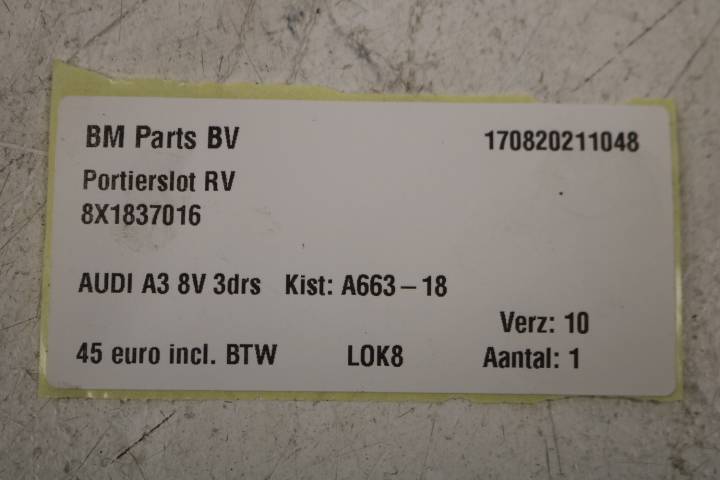 BM Parts BV 170820211048
Portierslot RV
8X1837016
AUDI A3 8V 3drs Kist: A663-18
Verz: 10
45 euro incl. BTW LOK8 Aantal: 1